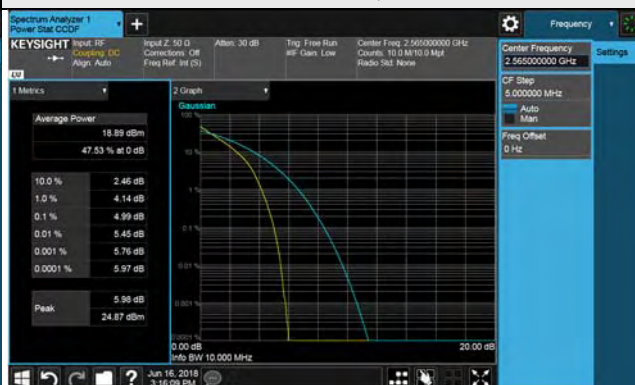 Spectrum Analyzer 1
Power Stat CCDF
+
Frequency
KEYSIGHT
Input: RF
Coupling: DC
Align: Auto
Input Z: 50 Ω
Corrections: Off
Freq Ref: Int (S)
Atten: 30 dB
Trig: Free Run
#IF Gain: Low
Center Freq: 2.565000000 GHz
Counts: 10.0 M/10.0 Mpt
Radio Std: None
Center Frequency
2.565000000 GHz
Settings
CF Step
5.000000 MHz
Auto
Man
Freq Offset
0 Hz
1 Metrics
Average Power
18.89 dBm
47.53 % at 0 dB
10.0 % 2.46 dB
1.0 % 4.14 dB
0.1 % 4.99 dB
0.01 % 5.45 dB
0.001 % 5.76 dB
0.0001 % 5.97 dB
Peak 5.98 dB
24.87 dBm
2 Graph
Gaussian
100 %
10 %
1 %
0.1 %
0.01 %
0.001 %
0.0001 %
0.00 dB 20.00 dB
Info BW 10.000 MHz
?
Jun 16, 2018
3:16:09 PM